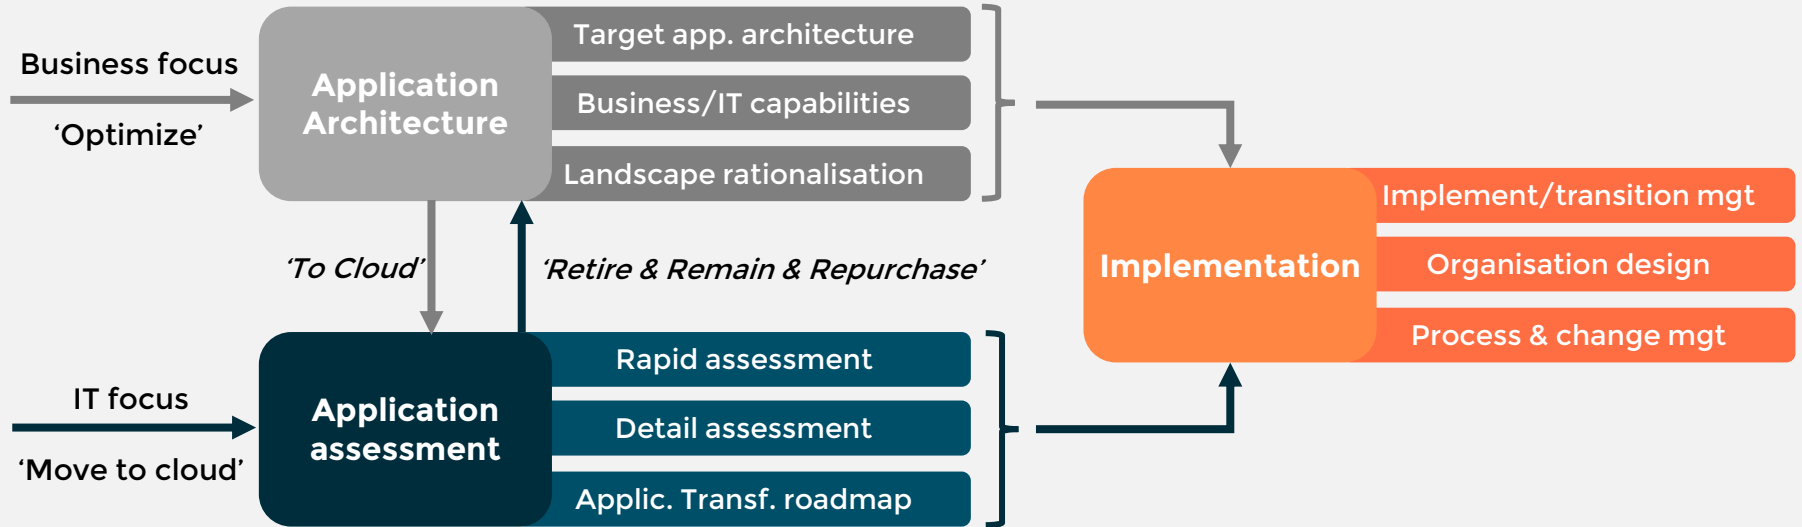 Business focus
‘Optimize’
Application
Architecture
Target app. architecture
Business/IT capabilities
Landscape rationalisation
‘To Cloud’
‘Retire & Remain & Repurchase’
IT focus
‘Move to cloud’
Application
assessment
Rapid assessment
Detail assessment
Applic. Transf. roadmap
Implementation
Implement/transition mgt
Organisation design
Process & change mgt